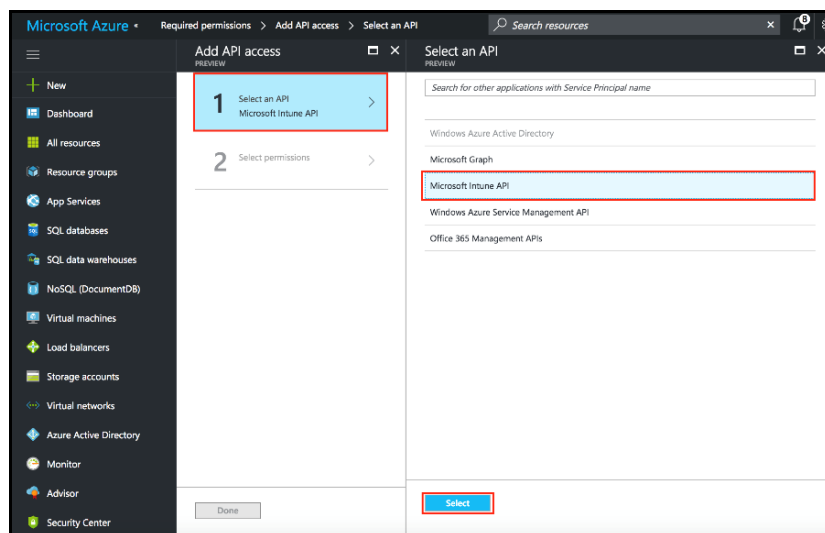 Microsoft Azure
Required permissions > Add API access > Select an API
Search resources
8
New
Dashboard
All resources
Resource groups
App Services
SQL databases
SQL data warehouses
NoSQL (DocumentDB)
Virtual machines
Load balancers
Storage accounts
Virtual networks
Azure Active Directory
Monitor
Advisor
Security Center
Add API access
PREVIEW
1
Select an API
Microsoft Intune API
2
Select permissions
Done
Select an API
PREVIEW
Search for other applications with Service Principal name
Windows Azure Active Directory
Microsoft Graph
Microsoft Intune API
Windows Azure Service Management API
Office 365 Management APIs
Select